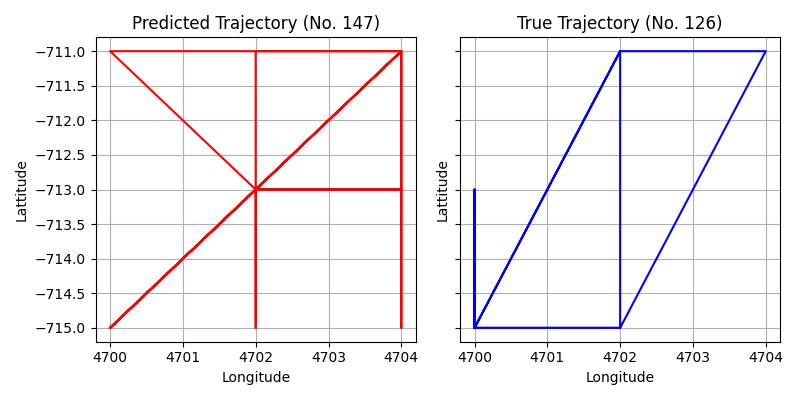 Predicted Trajectory (No. 147)
True Trajectory (No. 126)
−711.0
−711.5
−712.0
−712.5
−713.0
−713.5
−714.0
−714.5
−715.0
Lattitude
Lattitude
4700 4701 4702 4703 4704
4700 4701 4702 4703 4704
Longitude
Longitude